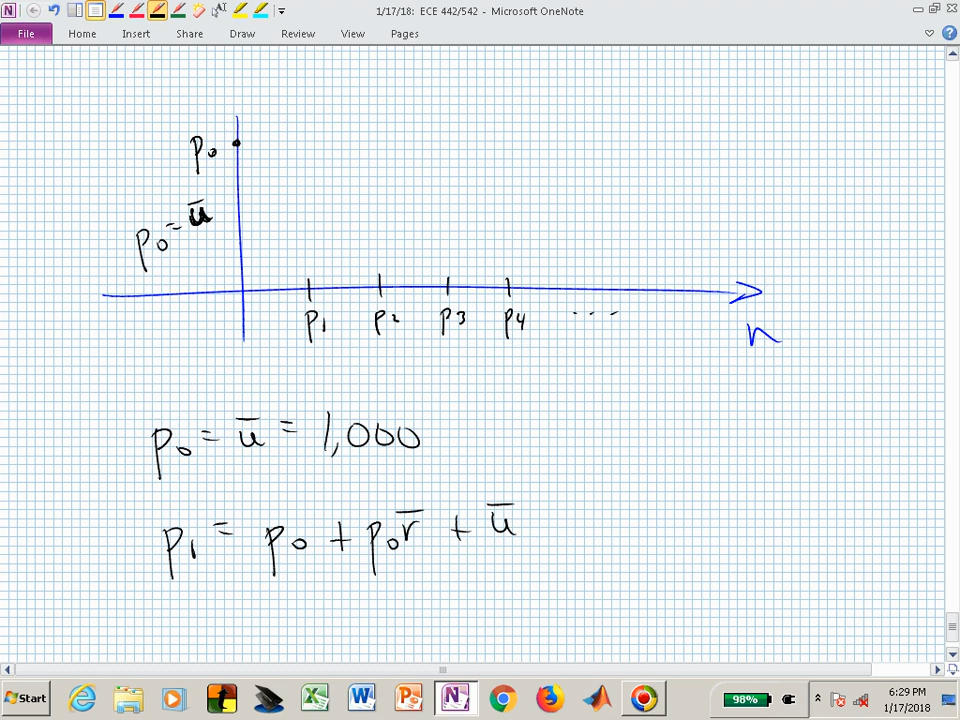 1/17/18: ECE 442/542 - Microsoft OneNote
File Home Insert Draw Review View Pages
p₀
p₀ = ū
p₁ p₂ p₃ p₄ ...
n
p₀ = ū = 1,000
p₁ = p₀ + p₀r̄ + ū
Start 98% 6:29 PM
1/17/2018